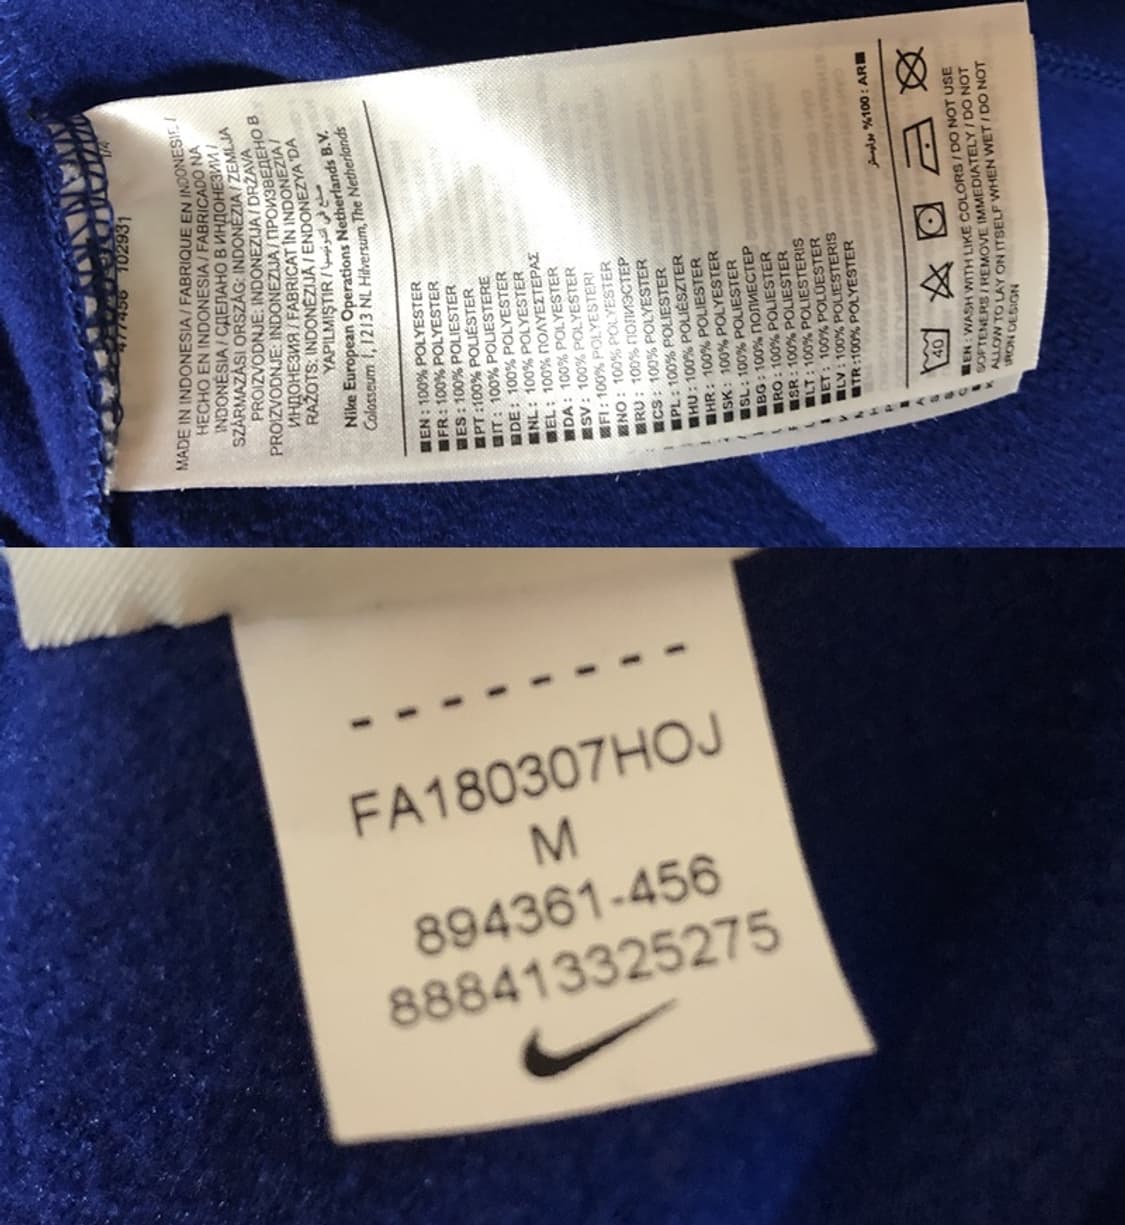 477458 102931
MADE IN INDONESIA / FABRIQUE EN INDONESIE /
HECHO EN INDONESIA / FABRICADO NA
INDONÉSIA / СДЕЛАНО В ИНДОНЕЗИИ /
SZÁRMAZÁSI ORSZÁG: INDONÉZIA / ZEMLJA
PROIZVODNJE: INDONEZIJA / DRŽAVA
PROIZVODNJE: INDONEZIJA / ПРОИЗВЕДЕНО В
ИНДОНЕЗИЯ / FABRICAT ÎN INDONEZIA /
RAŽOTS: INDONĒZIJĀ / ENDONEZYA'DA
YAPILMIŞTIR /
Nike European Operations Netherlands B.V.
Colosseum 1, 1213 NL Hilversum, The Netherlands
■EN : 100% POLYESTER
■FR : 100% POLYESTER
■ES : 100% POLIESTER
■PT :100% POLIÉSTER
■IT : 100% POLIESTERE
■DE : 100% POLYESTER
■NL : 100% POLYESTER
■EL : 100% ΠΟΛΥΕΣΤΕΡΑΣ
■DA : 100% POLYESTER
■SV : 100% POLYESTER
■FI : 100% POLYESTERI
■NO : 100% POLYESTER
■RU : 100% ПОЛИЭСТЕР
■CS : 100% POLYESTER
■PL : 100% POLIESTER
■HU : 100% POLIÉSZTER
■HR : 100% POLIESTER
■SK : 100% POLYESTER
■SL : 100% POLIESTER
■BG : 100% ПОЛИЕСТЕР
■RO : 100% POLIESTER
■SR : 100% POLIESTER
■LT : 100% POLIESTERIS
■ET : 100% POLÜESTER
■LV : 100% POLIESTERIS
■TR :100% POLYESTER
■AR : 100% بوليستر
40
■EN : WASH WITH LIKE COLORS / DO NOT USE
SOFTENERS / REMOVE IMMEDIATELY / DO NOT
ALLOW TO LAY ON ITSELF WHEN WET / DO NOT
IRON DESIGN
--------
FA180307HOJ
M
894361-456
888413325275